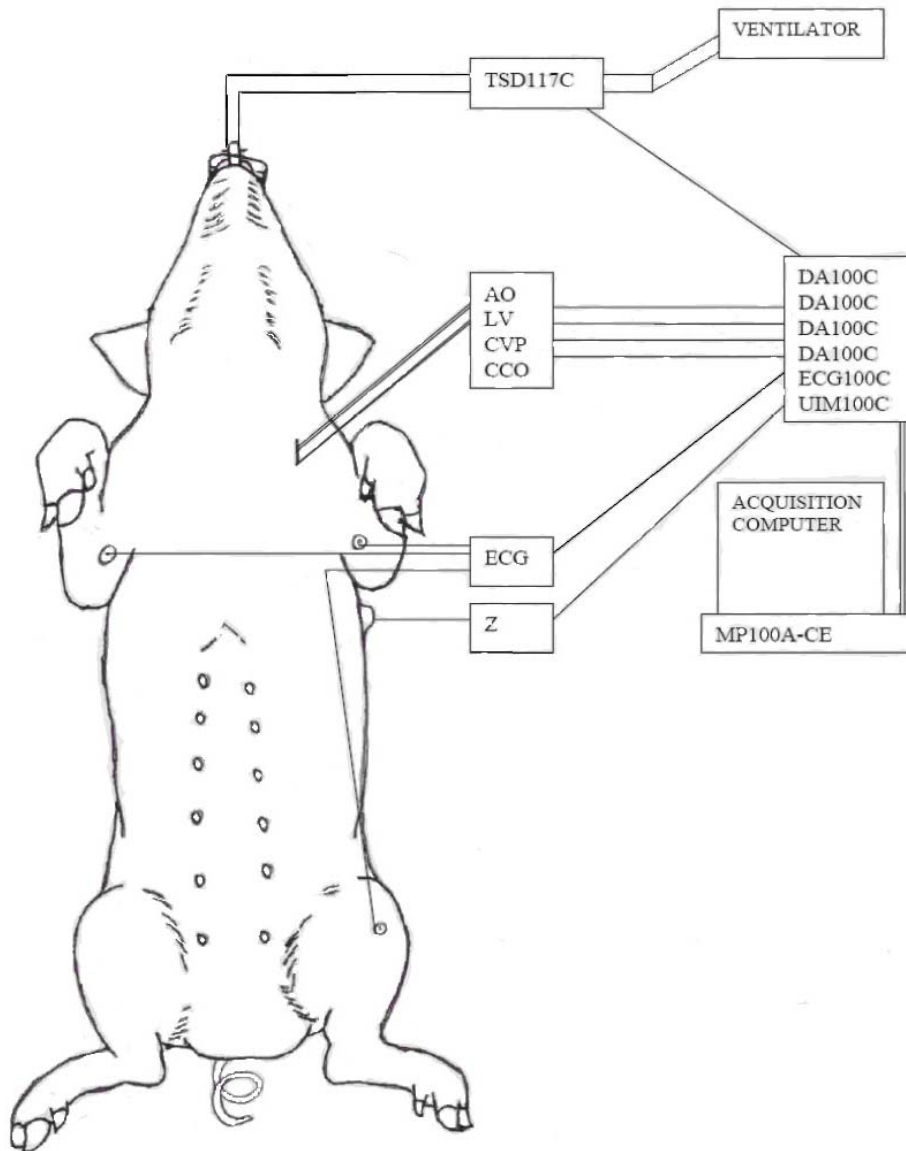 VENTILATOR
TSD117C
DA100C
DA100C
DA100C
DA100C
ECG100C
UIM100C
AO
LV
CVP
CCO
ACQUISITION
COMPUTER
ECG
Z
MP100A-CE